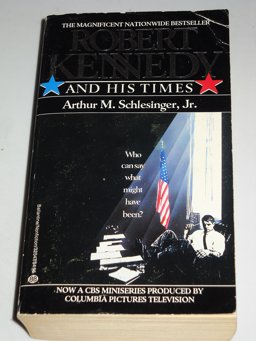 THE MAGNIFICENT NATIONWIDE BESTSELLER
ROBERT
KENNEDY
AND HIS TIMES
Arthur M. Schlesinger, Jr.
Who
can say
what
might
have
been?
NOW A CBS MINISERIES PRODUCED BY
COLUMBIA PICTURES TELEVISION